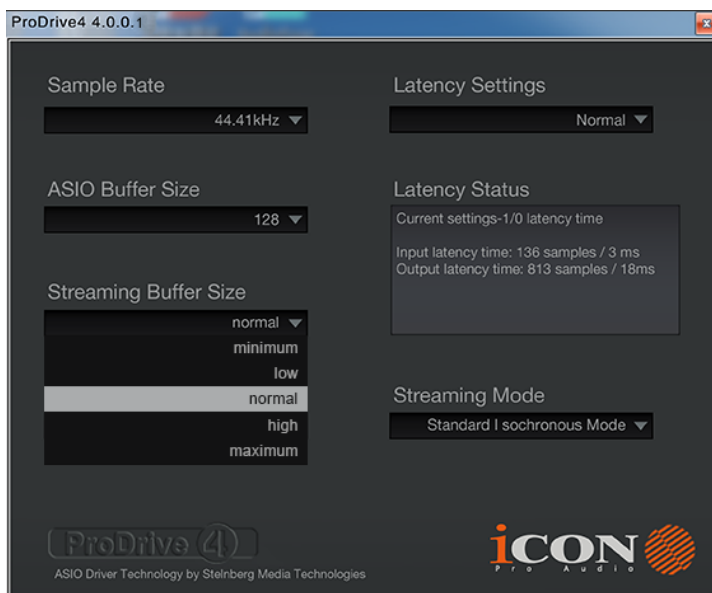 ProDrive4 4.0.0.1
x
Sample Rate
44.41kHz
ASIO Buffer Size
128
Streaming Buffer Size
normal
minimum
low
normal
high
maximum
Latency Settings
Normal
Latency Status
Current settings-1/0 latency time
Input latency time: 136 samples / 3 ms
Output latency time: 813 samples / 18ms
Streaming Mode
Standard I sochronous Mode
ProDrive 4
ASIO Driver Technology by Stelnberg Media Technologies
iCON
Pro Audio